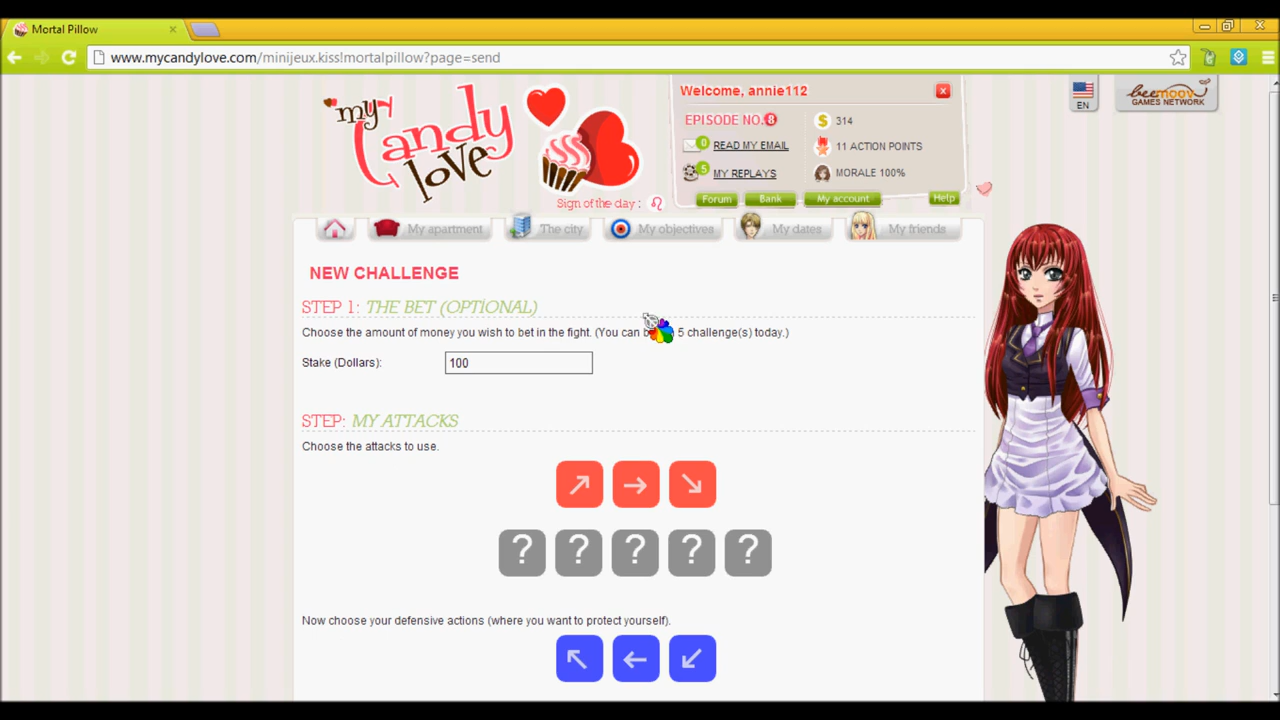 Mortal Pillow
www.mycandylove.com/minijeux.kiss!mortalpillow?page=send
my Candy love
Sign of the day :
Welcome, annie112
EPISODE NO. 8
$ 314
0 READ MY EMAIL
11 ACTION POINTS
5 MY REPLAYS
MORALE 100%
Forum
Bank
My account
Help
EN
beemoov
GAMES NETWORK
My apartment
The city
My objectives
My dates
My friends
NEW CHALLENGE
STEP 1: THE BET (OPTIONAL)
Choose the amount of money you wish to bet in the fight. (You can 5 challenge(s) today.)
Stake (Dollars):
100
STEP: MY ATTACKS
Choose the attacks to use.
? ? ? ? ?
Now choose your defensive actions (where you want to protect yourself).